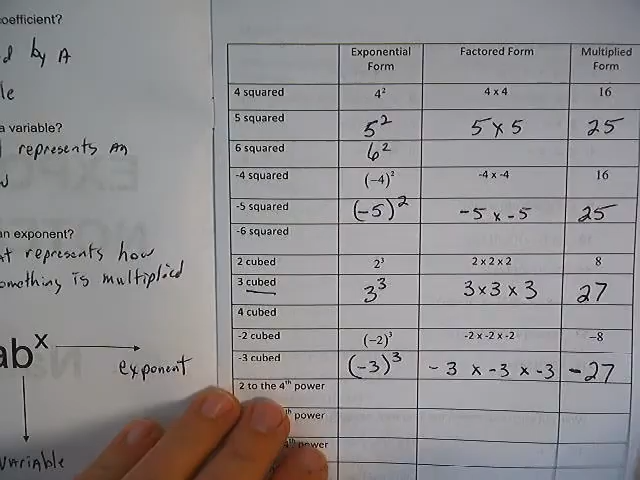 coefficient?
d by A
le
a variable?
represents An
an exponent?
at represents how
omething is multiplied
ab^x
exponent
variable
Exponential Form Factored Form Multiplied Form
4 squared 4² 4 x 4 16
5 squared 5² 5 x 5 25
6 squared 6²
-4 squared (−4)² -4 x -4 16
-5 squared (-5)² -5 x -5 25
-6 squared
2 cubed 2³ 2 x 2 x 2 8
3 cubed 3³ 3 x 3 x 3 27
4 cubed
-2 cubed (−2)³ -2 x -2 x -2 −8
-3 cubed (-3)³ -3 x -3 x -3 -27
2 to the 4th power
th power
4th power